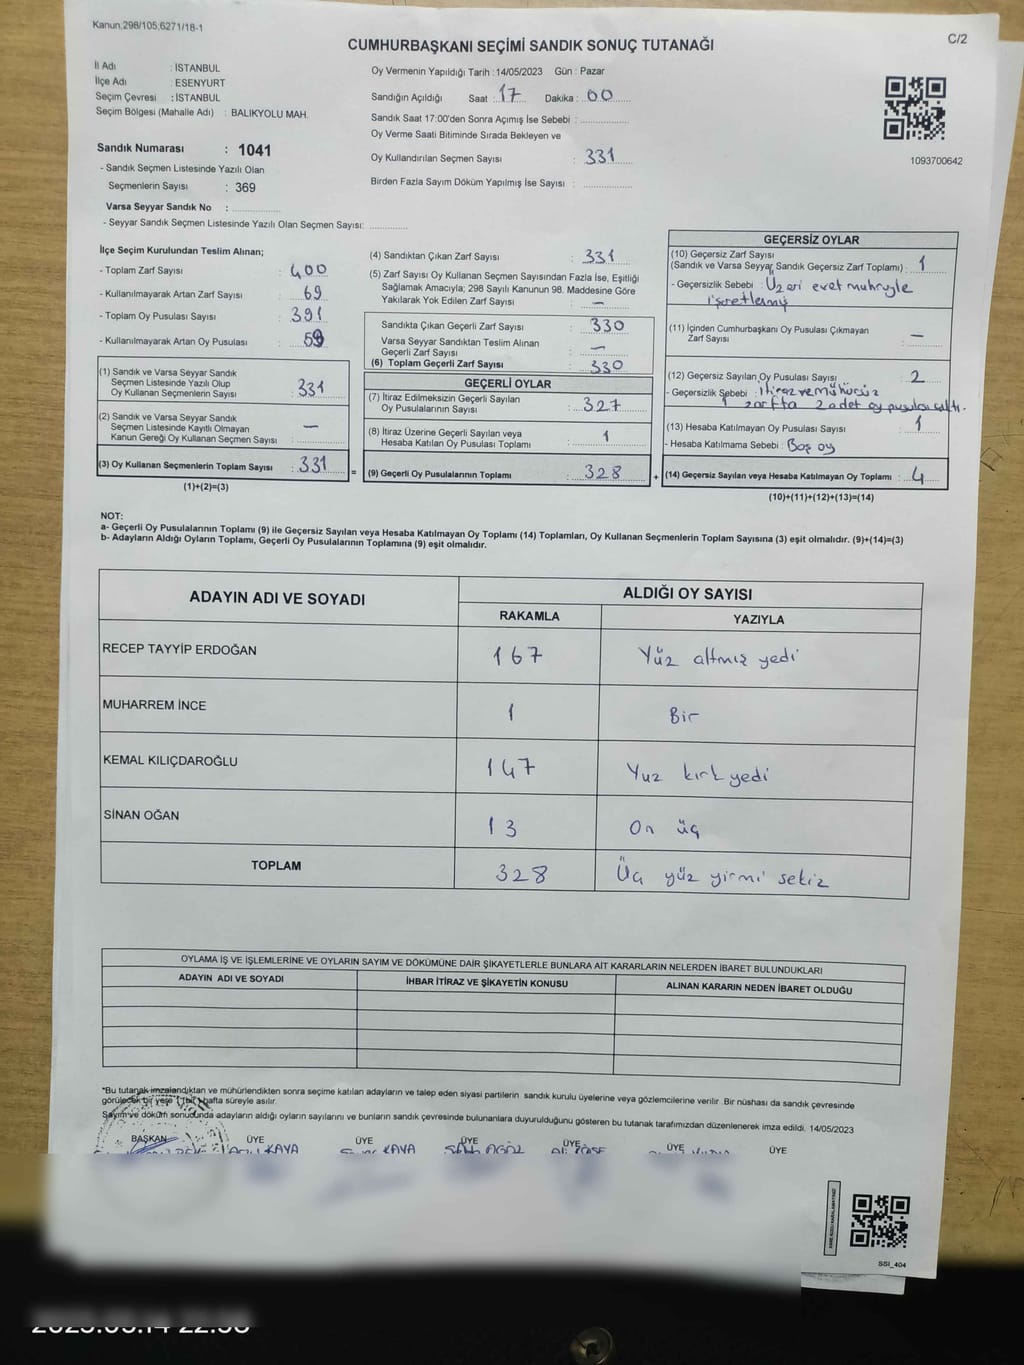 Kanun,298/105;6271/18-1
C/2
CUMHURBAŞKANI SEÇİMİ SANDIK SONUÇ TUTANAĞI
İl Adı : İSTANBUL
İlçe Adı : ESENYURT
Seçim Çevresi : İSTANBUL
Seçim Bölgesi (Mahalle Adı) : BALIKYOLU MAH.
Sandık Numarası : 1041
- Sandık Seçmen Listesinde Yazılı Olan
Seçmenlerin Sayısı : 369
Varsa Seyyar Sandık No :
- Seyyar Sandık Seçmen Listesinde Yazılı Olan Seçmen Sayısı:
Oy Vermenin Yapıldığı Tarih : 14/05/2023 Gün : Pazar
Sandığın Açıldığı Saat : 17 Dakika : 00
Sandık Saat 17:00'den Sonra Açımış İse Sebebi :
Oy Verme Saati Bitiminde Sırada Bekleyen ve
Oy Kullandırılan Seçmen Sayısı : 331
Birden Fazla Sayım Döküm Yapılmış İse Sayısı :
1093700642
İlçe Seçim Kurulundan Teslim Alınan;
- Toplam Zarf Sayısı : 400
- Kullanılmayarak Artan Zarf Sayısı : 69
- Toplam Oy Pusulası Sayısı : 391
- Kullanılmayarak Artan Oy Pusulası : 59
(1) Sandık ve Varsa Seyyar Sandık
Seçmen Listesinde Yazılı Olup
Oy Kullanan Seçmenlerin Sayısı : 331
(2) Sandık ve Varsa Seyyar Sandık
Seçmen Listesinde Kayıtlı Olmayan
Kanun Gereği Oy Kullanan Seçmen Sayısı : —
(3) Oy Kullanan Seçmenlerin Toplam Sayısı : 331
(1)+(2)=(3)
(4) Sandıktan Çıkan Zarf Sayısı : 331
(5) Zarf Sayısı Oy Kullanan Seçmen Sayısından Fazla İse, Eşitliği
Sağlamak Amacıyla; 298 Sayılı Kanunun 98. Maddesine Göre
Yakılarak Yok Edilen Zarf Sayısı : —
Sandıkta Çıkan Geçerli Zarf Sayısı : 330
Varsa Seyyar Sandıktan Teslim Alınan
Geçerli Zarf Sayısı : —
(6) Toplam Geçerli Zarf Sayısı : 330
GEÇERLİ OYLAR
(7) İtiraz Edilmeksizin Geçerli Sayılan
Oy Pusulalarının Sayısı : 327
(8) İtiraz Üzerine Geçerli Sayılan veya
Hesaba Katılan Oy Pusulası Toplamı : 1
= (9) Geçerli Oy Pusulalarının Toplamı : 328
GEÇERSİZ OYLAR
(10) Geçersiz Zarf Sayısı
(Sandık ve Varsa Seyyar Sandık Geçersiz Zarf Toplamı) : 1
- Geçersizlik Sebebi : Üzeri evet muhruyle
işaretlenmiş
(11) İçinden Cumhurbaşkanı Oy Pusulası Çıkmayan
Zarf Sayısı : —
(12) Geçersiz Sayılan Oy Pusulası Sayısı : 2
- Geçersizlik Sebebi : İtiraz ve mühürsüz
1 zarfta 2 adet oy pusulası çıktı.
(13) Hesaba Katılmayan Oy Pusulası Sayısı : 1
- Hesaba Katılmama Sebebi : Boş oy
+ (14) Geçersiz Sayılan veya Hesaba Katılmayan Oy Toplamı : 4
(10)+(11)+(12)+(13)=(14)
NOT:
a- Geçerli Oy Pusulalarının Toplamı (9) ile Geçersiz Sayılan veya Hesaba Katılmayan Oy Toplamı (14) Toplamları, Oy Kullanan Seçmenlerin Toplam Sayısına (3) eşit olmalıdır. (9)+(14)=(3)
b- Adayların Aldığı Oyların Toplamı, Geçerli Oy Pusulalarının Toplamına (9) eşit olmalıdır.
ADAYIN ADI VE SOYADI
ALDIĞI OY SAYISI
RAKAMLA YAZIYLA
RECEP TAYYİP ERDOĞAN 167 Yüz altmış yedi
MUHARREM İNCE 1 Bir
KEMAL KILIÇDAROĞLU 147 Yuz kırk yedi
SİNAN OĞAN 13 On üç
TOPLAM 328 Üç yüz yirmi sekiz
OYLAMA İŞ VE İŞLEMLERİNE VE OYLARIN SAYIM VE DÖKÜMÜNE DAİR ŞİKAYETLERLE BUNLARA AİT KARARLARIN NELERDEN İBARET BULUNDUKLARI
ADAYIN ADI VE SOYADI İHBAR İTİRAZ VE ŞİKAYETİN KONUSU ALINAN KARARIN NEDEN İBARET OLDUĞU
*Bu tutanak imzalandıktan ve mühürlendikten sonra seçime katılan adayların ve talep eden siyasi partilerin sandık kurulu üyelerine veya gözlemcilerine verilir. Bir nüshası da sandık çevresinde
görülecek bir yere 1 (bir) hafta süreyle asılır.
Sayım ve döküm sonucunda adayların aldığı oyların sayılarını ve bunların sandık çevresinde bulunanlara duyurulduğunu gösteren bu tutanak tarafımızdan düzenlenerek imza edildi. 14/05/2023
BAŞKAN ÜYE ÜYE ÜYE ÜYE ÜYE ÜYE
KAYA KAYA
SSI_404